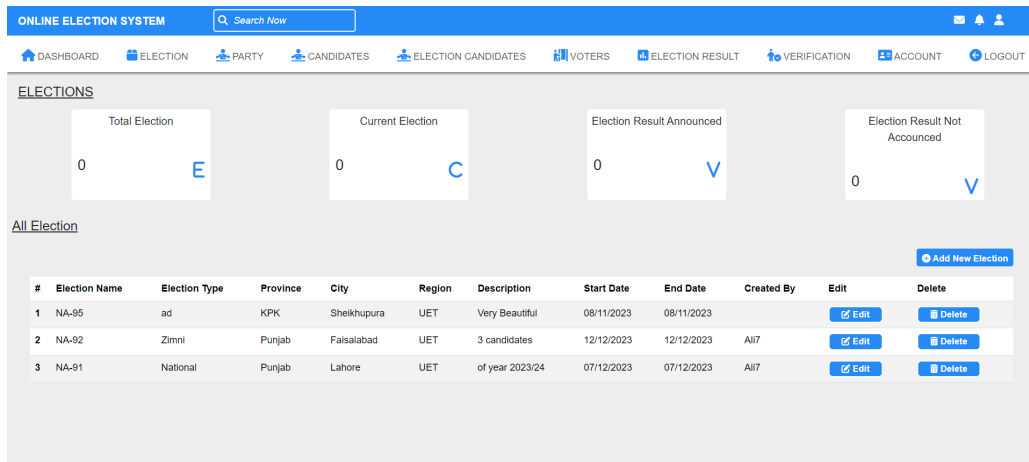 ONLINE ELECTION SYSTEM Search Now
DASHBOARD ELECTION PARTY CANDIDATES ELECTION CANDIDATES VOTERS ELECTION RESULT VERIFICATION ACCOUNT LOGOUT
ELECTIONS
Total Election Current Election Election Result Announced Election Result Not
Accounced
0 E 0 C 0 V 0 V
All Election
Add New Election
# Election Name Election Type Province City Region Description Start Date End Date Created By Edit Delete
1 NA-95 ad KPK Sheikhupura UET Very Beautiful 08/11/2023 08/11/2023 Edit Delete
2 NA-92 Zimni Punjab Faisalabad UET 3 candidates 12/12/2023 12/12/2023 Ali7 Edit Delete
3 NA-91 National Punjab Lahore UET of year 2023/24 07/12/2023 07/12/2023 Ali7 Edit Delete